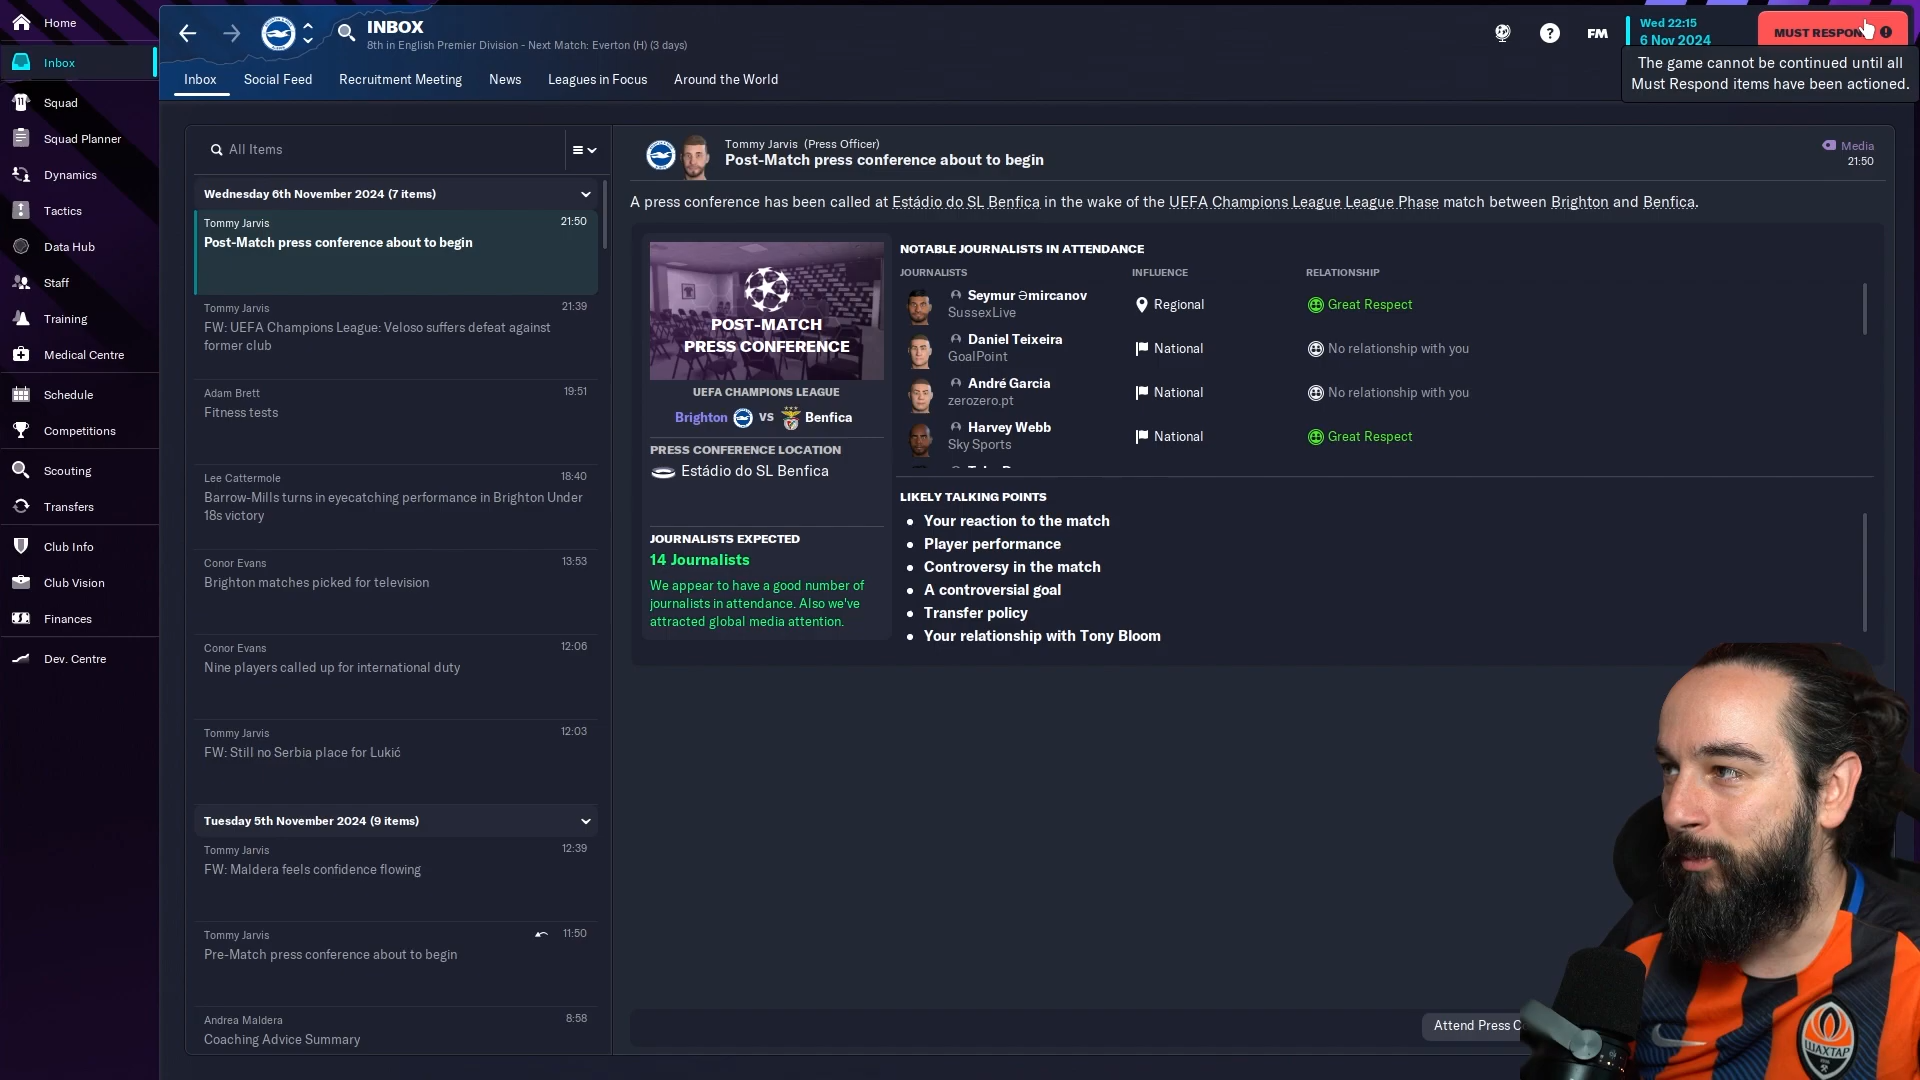 Home
Inbox
Squad
Squad Planner
Dynamics
Tactics
Data Hub
Staff
Training
Medical Centre
Schedule
Competitions
Scouting
Transfers
Club Info
Club Vision
Finances
Dev. Centre
INBOX
8th in English Premier Division - Next Match: Everton (H) (3 days)
FM
Wed 22:15
6 Nov 2024
MUST RESPON
The game cannot be continued until all
Must Respond items have been actioned.
Inbox Social Feed Recruitment Meeting News Leagues in Focus Around the World
All Items
Wednesday 6th November 2024 (7 items)
Tommy Jarvis 21:50
Post-Match press conference about to begin
Tommy Jarvis 21:39
FW: UEFA Champions League: Veloso suffers defeat against
former club
Adam Brett 19:51
Fitness tests
Lee Cattermole 18:40
Barrow-Mills turns in eyecatching performance in Brighton Under
18s victory
Conor Evans 13:53
Brighton matches picked for television
Conor Evans 12:06
Nine players called up for international duty
Tommy Jarvis 12:03
FW: Still no Serbia place for Lukić
Tuesday 5th November 2024 (9 items)
Tommy Jarvis 12:39
FW: Maldera feels confidence flowing
Tommy Jarvis 11:50
Pre-Match press conference about to begin
Andrea Maldera 8:58
Coaching Advice Summary
Tommy Jarvis (Press Officer)
Post-Match press conference about to begin
Media
21:50
A press conference has been called at Estádio do SL Benfica in the wake of the UEFA Champions League League Phase match between Brighton and Benfica.
POST-MATCH
PRESS CONFERENCE
UEFA CHAMPIONS LEAGUE
Brighton VS Benfica
PRESS CONFERENCE LOCATION
Estádio do SL Benfica
JOURNALISTS EXPECTED
14 Journalists
We appear to have a good number of
journalists in attendance. Also we've
attracted global media attention.
NOTABLE JOURNALISTS IN ATTENDANCE
JOURNALISTS INFLUENCE RELATIONSHIP
Seymur Əmircanov
SussexLive
Regional Great Respect
Daniel Teixeira
GoalPoint
National No relationship with you
André Garcia
zerozero.pt
National No relationship with you
Harvey Webb
Sky Sports
National Great Respect
LIKELY TALKING POINTS
• Your reaction to the match
• Player performance
• Controversy in the match
• A controversial goal
• Transfer policy
• Your relationship with Tony Bloom
Attend Press C
ШАХТАР